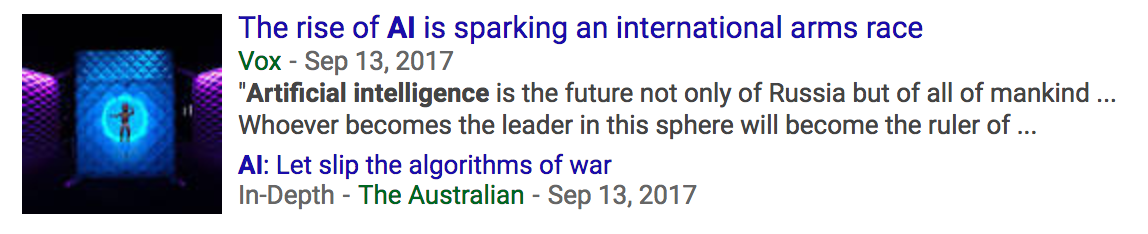 The rise of AI is sparking an international arms race
Vox - Sep 13, 2017
"Artificial intelligence is the future not only of Russia but of all of mankind ...
Whoever becomes the leader in this sphere will become the ruler of ...
AI: Let slip the algorithms of war
In-Depth - The Australian - Sep 13, 2017